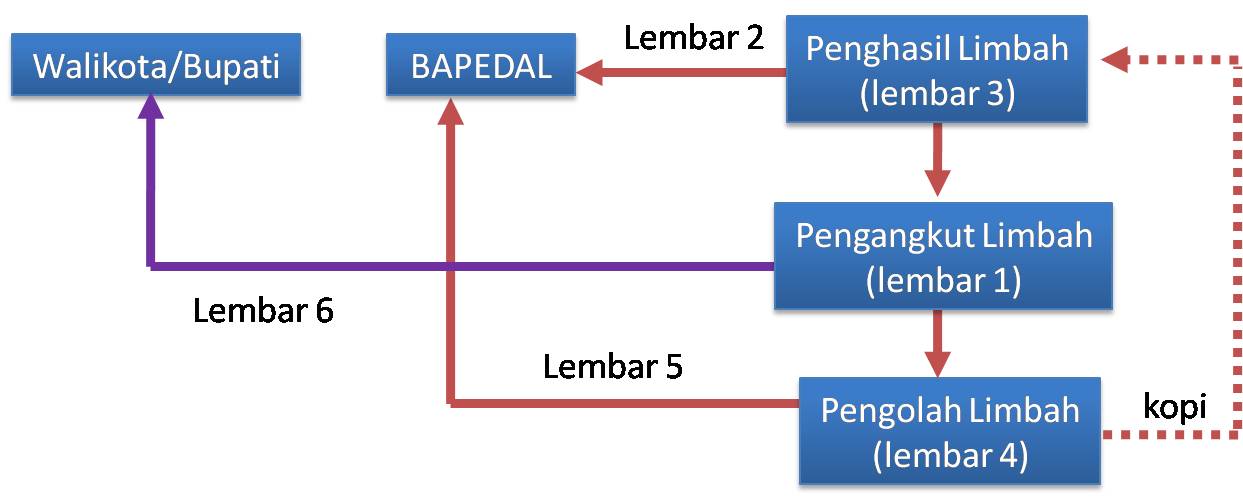 Walikota/Bupati
BAPEDAL
Lembar 2
Penghasil Limbah
(lembar 3)
Pengangkut Limbah
(lembar 1)
Lembar 6
Lembar 5
Pengolah Limbah
(lembar 4)
kopi